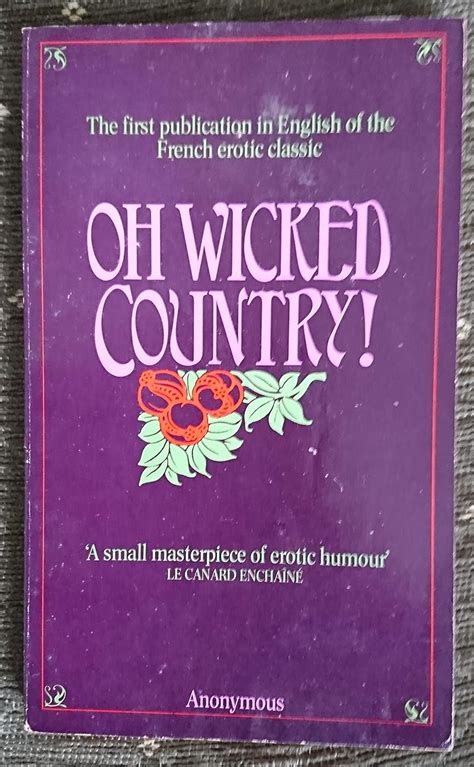 The first publication in English of the
French erotic classic
OH WICKED
COUNTRY!
'A small masterpiece of erotic humour'
LE CANARD ENCHAÎNÉ
Anonymous